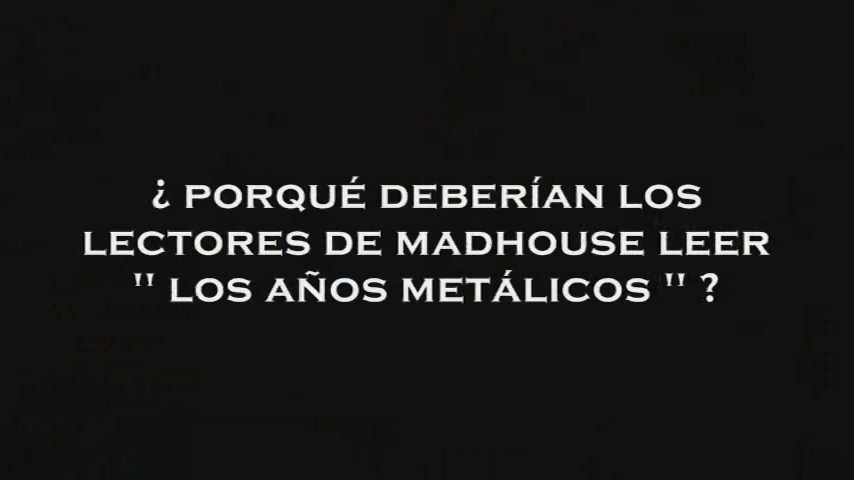 ¿ PORQUÉ DEBERÍAN LOS
LECTORES DE MADHOUSE LEER
" LOS AÑOS METÁLICOS " ?